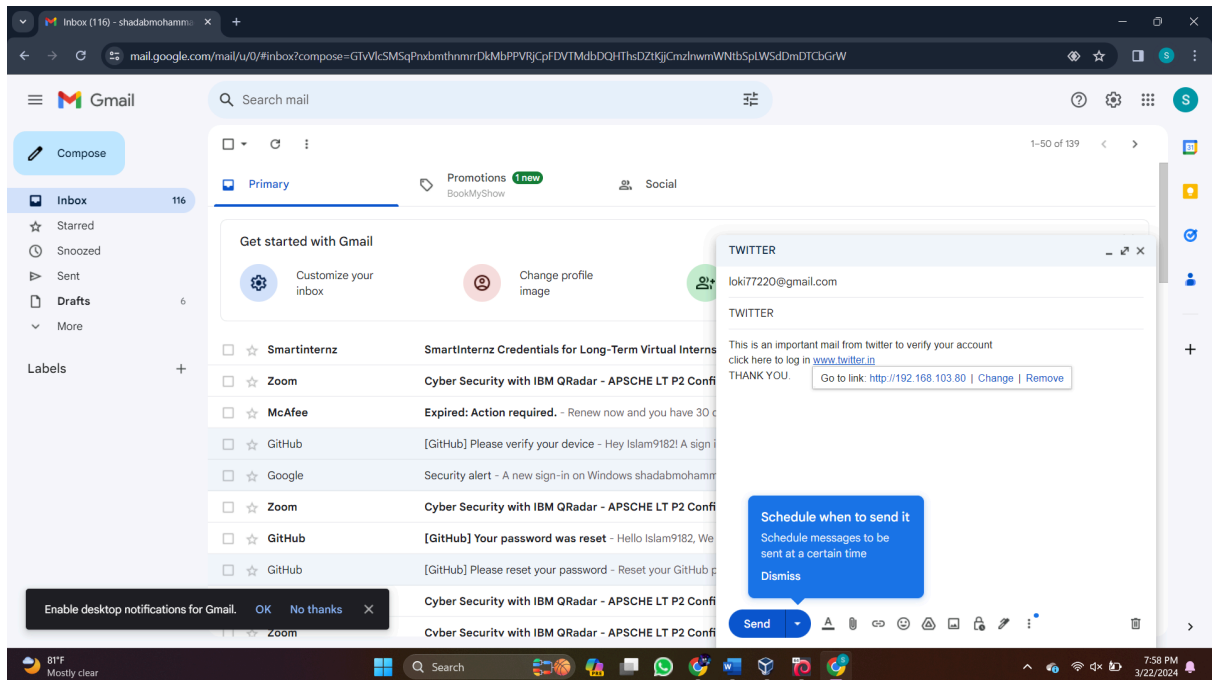 Inbox (116) - shadabmohamma
mail.google.com/mail/u/0/#inbox?compose=GTvVlcSMSqPnxbmthnmrrDkMbPPVRjCpFDVTMdbDQHThsDZtKjjCmzlnwmWNtbSpLWSdDmDTCbGrW
S
Gmail
Search mail
S
Compose
1–50 of 139
31
Primary
Promotions 1 new
BookMyShow
Social
Inbox 116
Starred
Snoozed
Sent
Drafts 6
More
Labels
Get started with Gmail
Customize your
inbox
Change profile
image
Smartinternz SmartInternz Credentials for Long-Term Virtual Interns
Zoom Cyber Security with IBM QRadar - APSCHE LT P2 Confi
McAfee Expired: Action required. - Renew now and you have 30 d
GitHub [GitHub] Please verify your device - Hey Islam9182! A sign i
Google Security alert - A new sign-in on Windows shadabmohamm
Zoom Cyber Security with IBM QRadar - APSCHE LT P2 Confi
GitHub [GitHub] Your password was reset - Hello Islam9182, We
GitHub [GitHub] Please reset your password - Reset your GitHub p
Cyber Security with IBM QRadar - APSCHE LT P2 Confi
Zoom Cyber Security with IBM QRadar - APSCHE LT P2 Confi
TWITTER
loki77220@gmail.com
TWITTER
This is an important mail from twitter to verify your account
click here to log in www.twitter.in
THANK YOU.
Go to link: http://192.168.103.80 | Change | Remove
Schedule when to send it
Schedule messages to be
sent at a certain time
Dismiss
Send
Enable desktop notifications for Gmail. OK No thanks
81°F
Mostly clear
Search
7:58 PM
3/22/2024